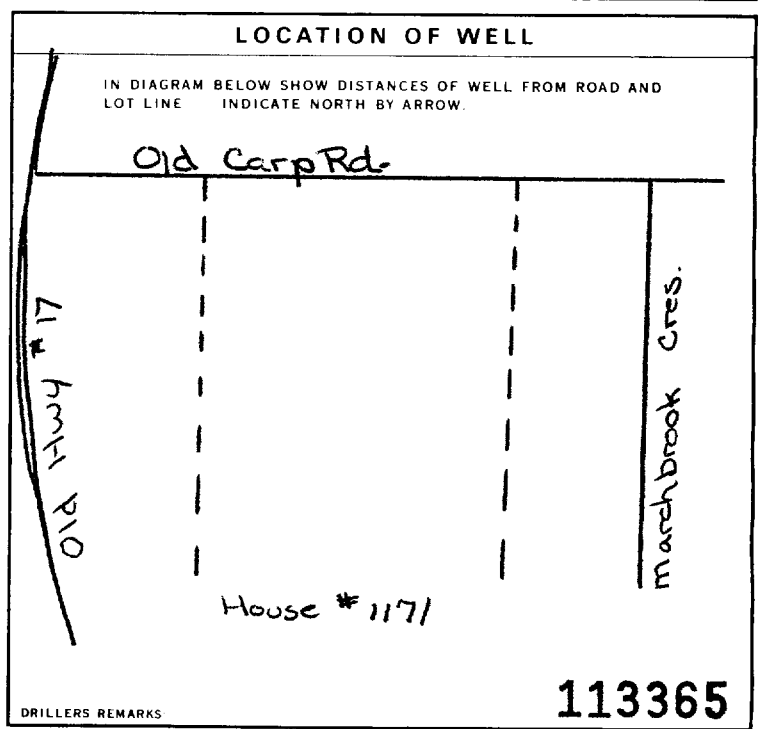 LOCATION OF WELL
IN DIAGRAM BELOW SHOW DISTANCES OF WELL FROM ROAD AND
LOT LINE INDICATE NORTH BY ARROW.
Old Carp Rd.
Old Hwy #17
Marchbrook Cres.
House # 1171
113365
DRILLERS REMARKS